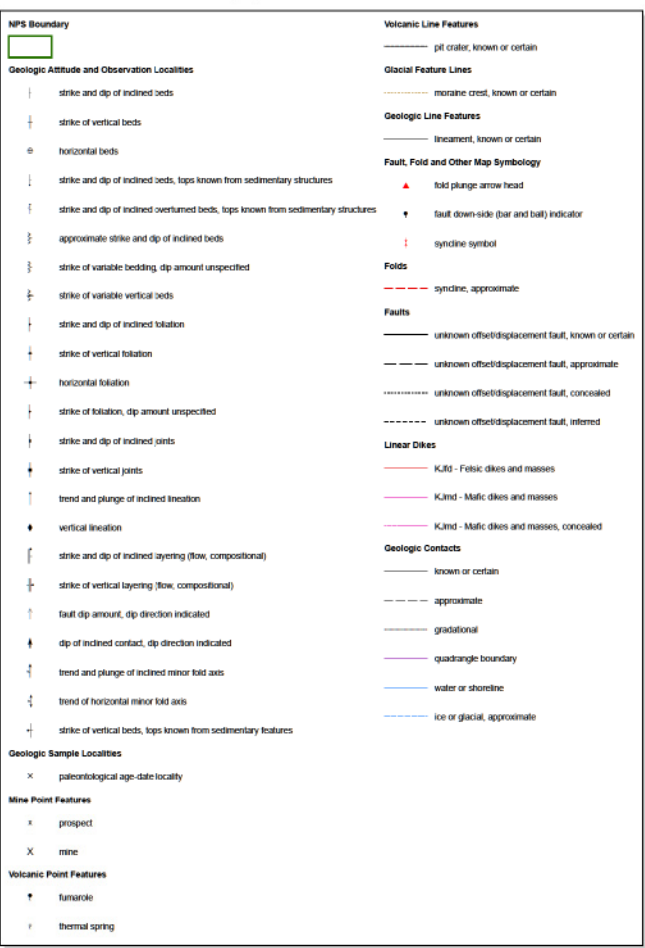 NPS Boundary
Geologic Attitude and Observation Localities
strike and dip of inclined beds
strike of vertical beds
horizontal beds
strike and dip of inclined beds, tops known from sedimentary structures
strike and dip of inclined overturned beds, tops known from sedimentary structures
approximate strike and dip of inclined beds
strike of variable bedding, dip amount unspecified
strike of variable vertical beds
strike and dip of inclined foliation
strike of vertical foliation
horizontal foliation
strike of foliation, dip amount unspecified
strike and dip of inclined joints
strike of vertical joints
trend and plunge of inclined lineation
vertical lineation
strike and dip of inclined layering (flow, compositional)
strike of vertical layering (flow, compositional)
fault dip amount, dip direction indicated
dip of inclined contact, dip direction indicated
trend and plunge of inclined minor fold axis
trend of horizontal minor fold axis
strike of vertical beds, tops known from sedimentary features
Geologic Sample Localities
paleontological age-date locality
Mine Point Features
prospect
mine
Volcanic Point Features
fumarole
thermal spring
Volcanic Line Features
pit crater, known or certain
Glacial Feature Lines
moraine crest, known or certain
Geologic Line Features
lineament, known or certain
Fault, Fold and Other Map Symbology
fold plunge arrow head
fault down-side (bar and ball) indicator
syncline symbol
Folds
syncline, approximate
Faults
unknown offset/displacement fault, known or certain
unknown offset/displacement fault, approximate
unknown offset/displacement fault, concealed
unknown offset/displacement fault, inferred
Linear Dikes
KJfd - Felsic dikes and masses
KJmd - Mafic dikes and masses
KJmd - Mafic dikes and masses, concealed
Geologic Contacts
known or certain
approximate
gradational
quadrangle boundary
water or shoreline
ice or glacial, approximate